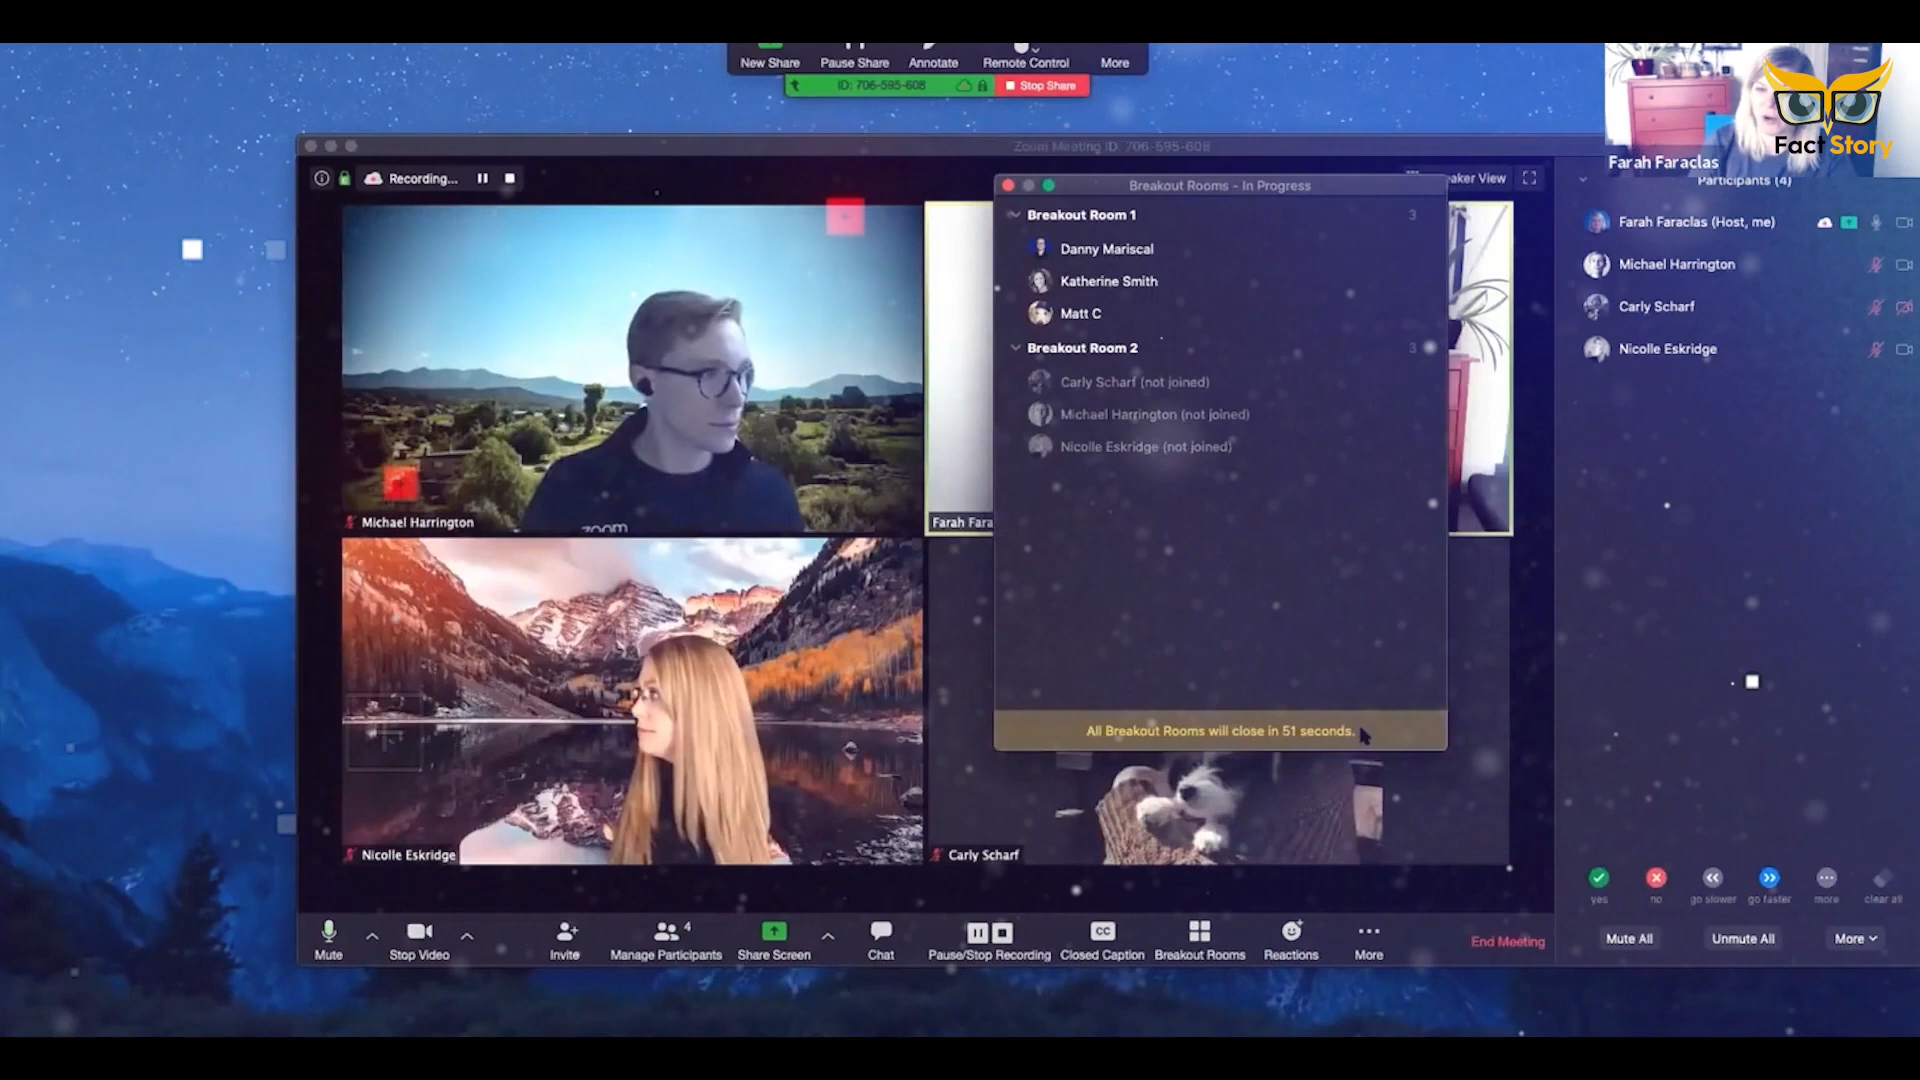 New Share Pause Share Annotate Remote Control More
ID: 706-595-608 Stop Share
Fact Story
Farah Faraclas
Zoom Meeting ID: 706-595-608
Recording...
Breakout Rooms - In Progress
aker View
Participants (4)
Breakout Room 1 3
Danny Mariscal
Katherine Smith
Matt C
Breakout Room 2 3
Carly Scharf (not joined)
Michael Harrington (not joined)
Nicolle Eskridge (not joined)
Farah Faraclas (Host, me)
Michael Harrington
Carly Scharf
Nicolle Eskridge
zoom
Michael Harrington
Farah Fara
All Breakout Rooms will close in 51 seconds.
Nicolle Eskridge
Carly Scharf
yes no go slower go faster more clear all
Mute All Unmute All More
4
CC
Mute Stop Video Invite Manage Participants Share Screen Chat Pause/Stop Recording Closed Caption Breakout Rooms Reactions More
End Meeting